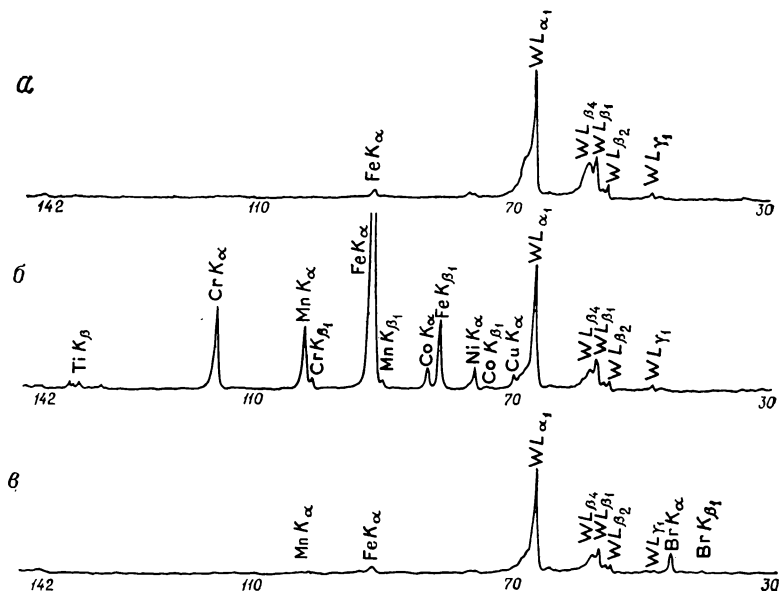 а
Fe Kα
W Lα1
W Lβ4
W Lβ1
W Lβ2
W Lγ1
142 110 70 30
б
Ti Kβ
Cr Kα
Mn Kα
Cr Kβ1
Fe Kα
Mn Kβ1
Co Kα
Fe Kβ1
Ni Kα
Co Kβ1
Cu Kα
W Lα1
W Lβ4
W Lβ1
W Lβ2
W Lγ1
142 110 70 30
в
Mn Kα
Fe Kα
W Lα1
W Lβ4
W Lβ1
W Lβ2
W Lγ1
Br Kα
Br Kβ1
142 110 70 30